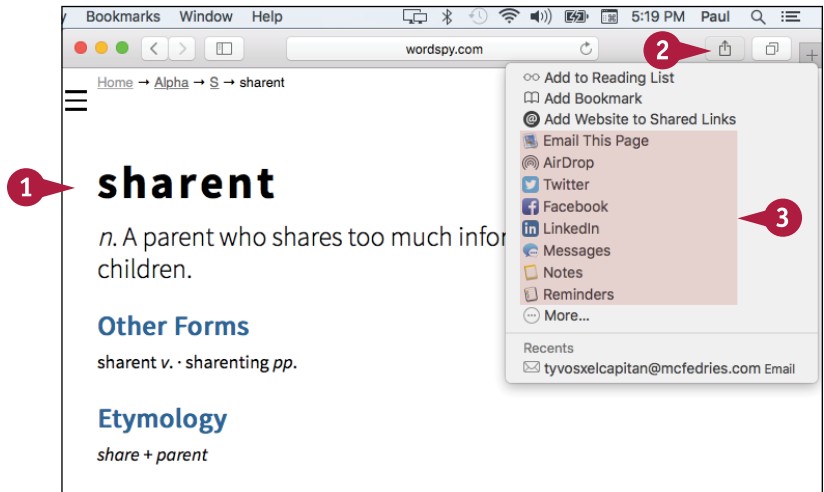 Bookmarks Window Help 5:19 PM Paul
wordspy.com
2
Home → Alpha → S → sharent
Add to Reading List
Add Bookmark
@ Add Website to Shared Links
Email This Page
AirDrop
Twitter
f Facebook
in LinkedIn
Messages
Notes
Reminders
More...
Recents
tyvosxelcapitan@mcfedries.com Email
3
1
sharent
n. A parent who shares too much infor
children.
Other Forms
sharent v. · sharenting pp.
Etymology
share + parent